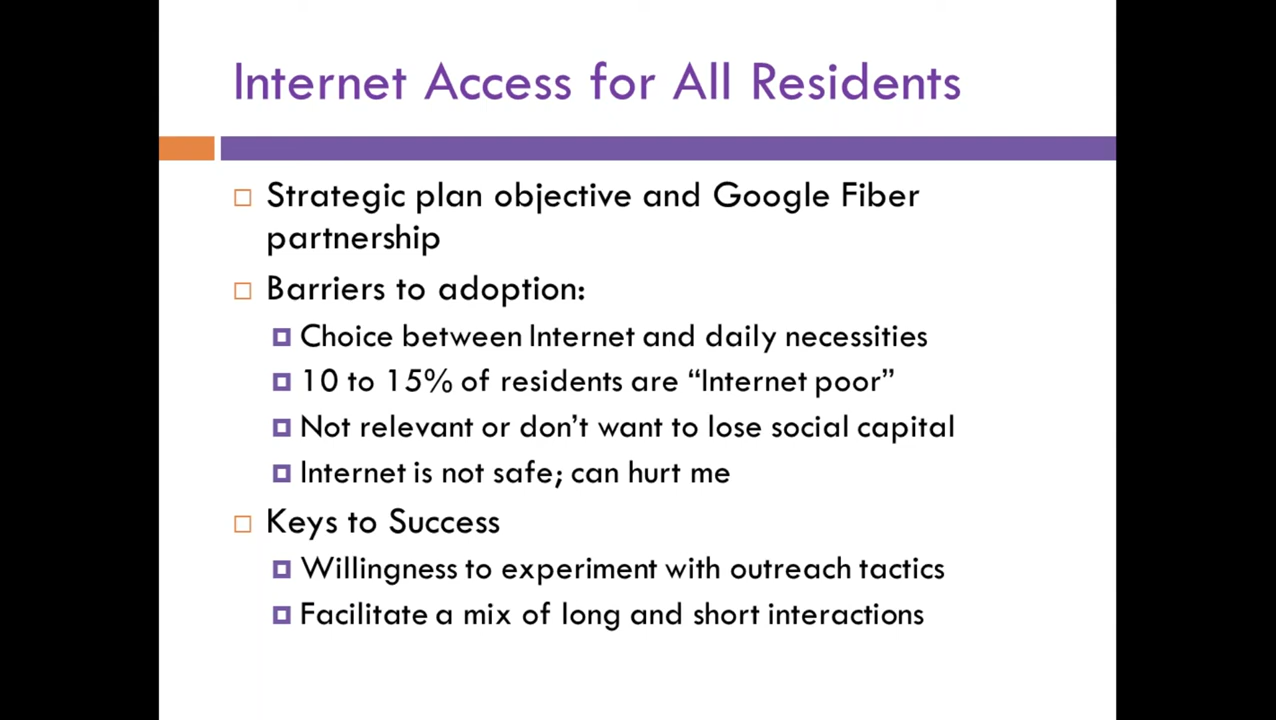 Internet Access for All Residents
Strategic plan objective and Google Fiber
partnership
Barriers to adoption:
Choice between Internet and daily necessities
10 to 15% of residents are “Internet poor”
Not relevant or don’t want to lose social capital
Internet is not safe; can hurt me
Keys to Success
Willingness to experiment with outreach tactics
Facilitate a mix of long and short interactions